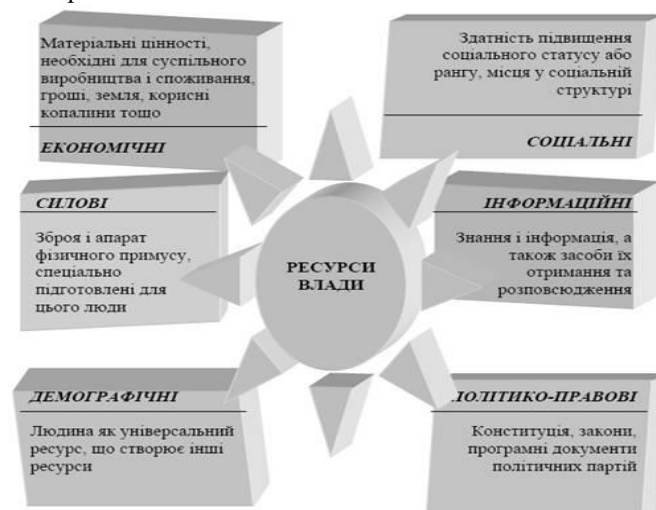 Матеріальні цінності,
необхідні для суспільного
виробництва і споживання,
гроші, земля, корисні
копалини тощо
ЕКОНОМІЧНІ
Здатність підвищення
соціального статусу або
рангу, місця у соціальній
структурі
СОЦІАЛЬНІ
СИЛОВІ
Зброя і апарат
фізичного примусу,
спеціально
підготовлені для
цього люди
РЕСУРСИ
ВЛАДИ
ІНФОРМАЦІЙНІ
Знання і інформація, а
також засоби їх
отримання та
розповсюдження
ДЕМОГРАФІЧНІ
Людина як універсальний
ресурс, що створює інші
ресурси
ПОЛІТИКО-ПРАВОВІ
Конституція, закони,
програмні документи
політичних партій